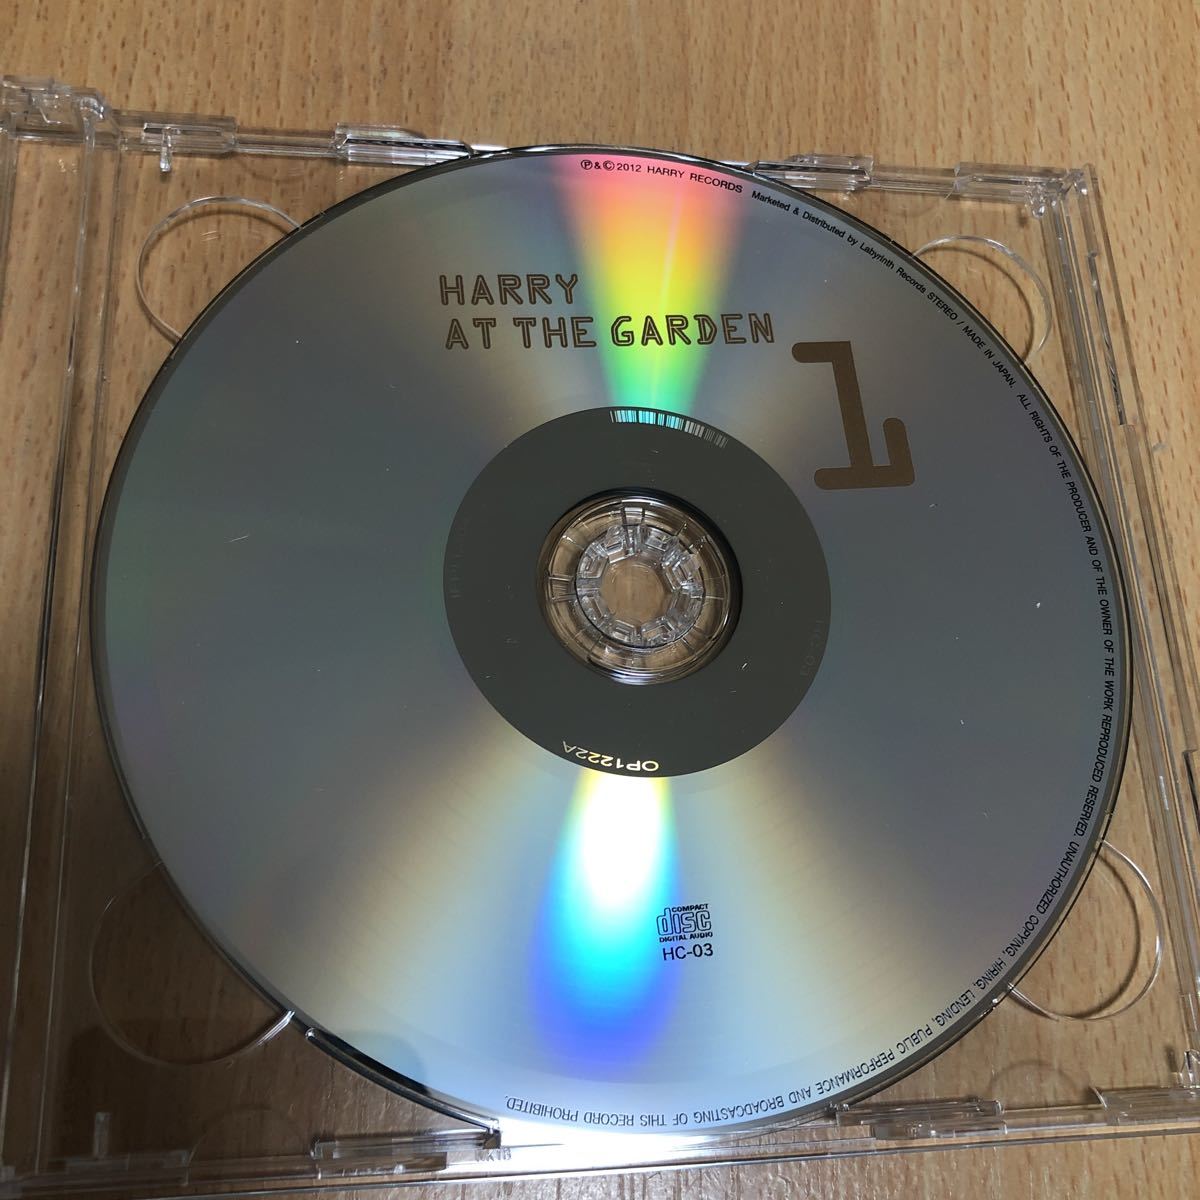 ℗&©2012 HARRY RECORDS Marketed & Distributed by Labyrinth Records STEREO / MADE IN JAPAN. ALL RIGHTS OF THE PRODUCER AND OF THE OWNER OF THE WORK REPRODUCED RESERVED. UNAUTHORIZED COPYING, HIRING, LENDING, PUBLIC PERFORMANCE AND BROADCASTING OF THIS RECORD PROHIBITED.
HARRY
AT THE GARDEN
1
HC-03
OP1222A
COMPACT
disc
DIGITAL AUDIO
HC-03